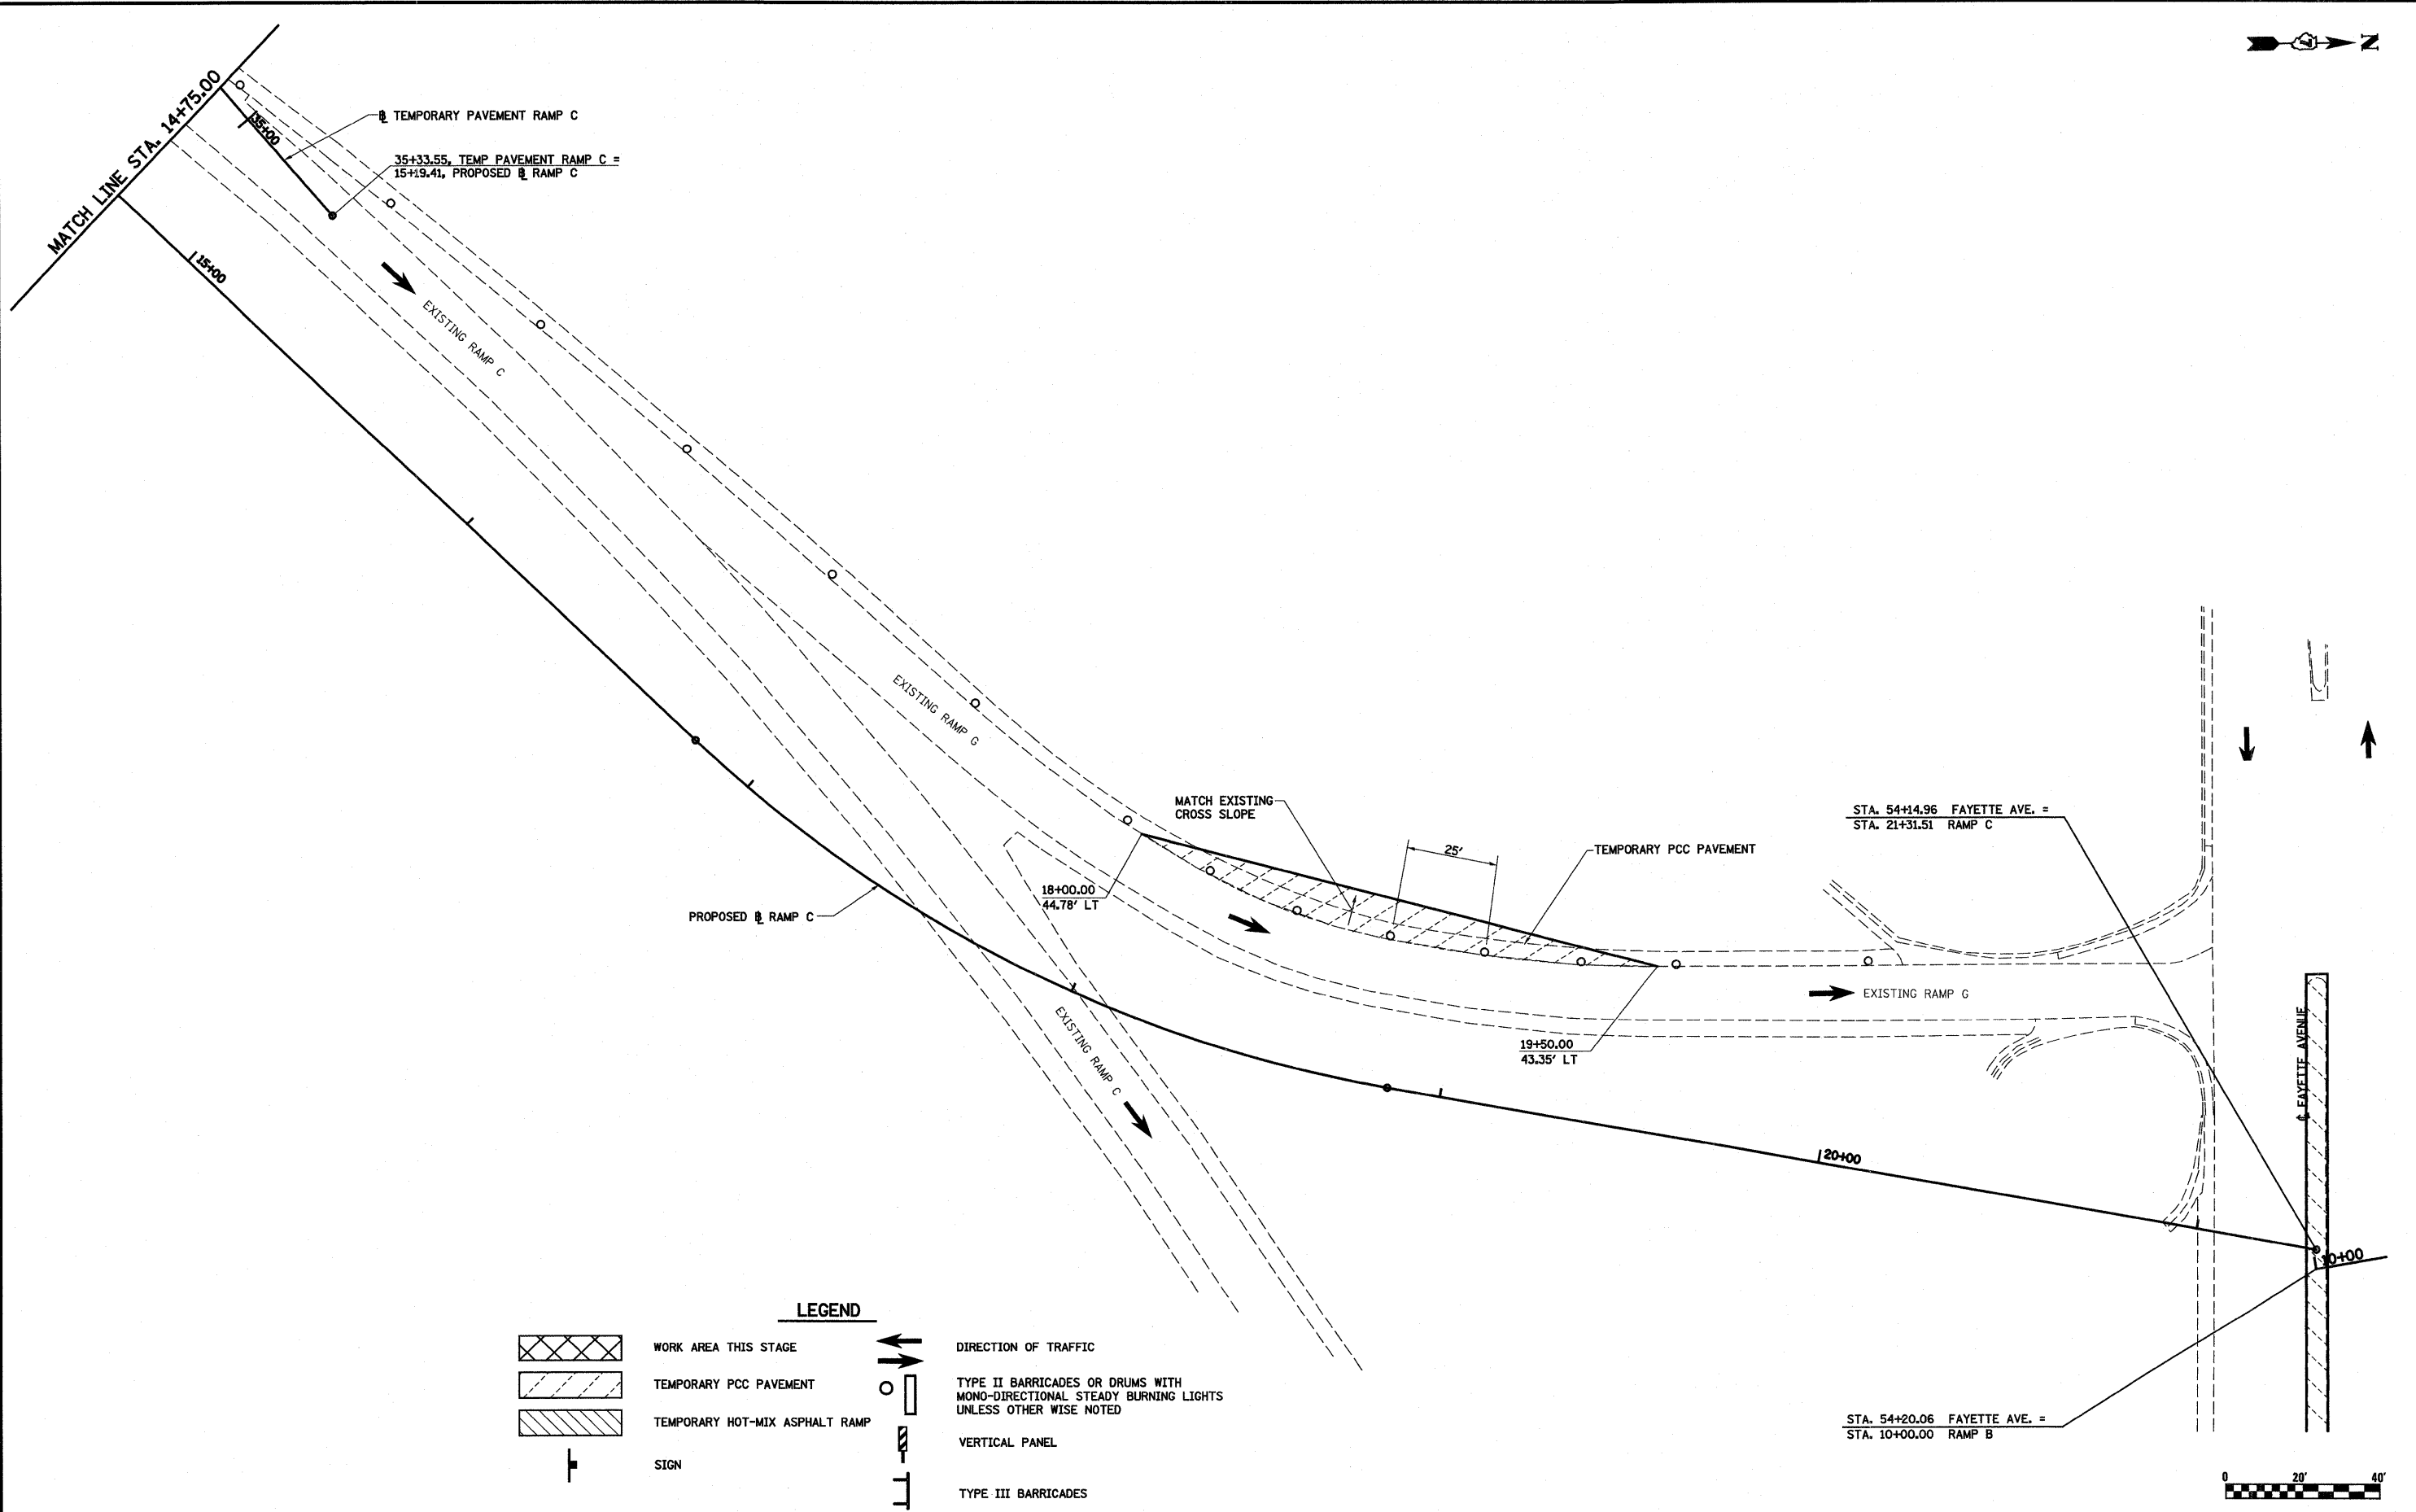 N
MATCH LINE STA. 14+75.00
35+00
℄ TEMPORARY PAVEMENT RAMP C
35+33.55, TEMP PAVEMENT RAMP C =
15+19.41, PROPOSED ℄ RAMP C
15+00
EXISTING RAMP C
EXISTING RAMP G
MATCH EXISTING
CROSS SLOPE
25'
TEMPORARY PCC PAVEMENT
STA. 54+14.96 FAYETTE AVE. =
STA. 21+31.51 RAMP C
18+00.00
44.78' LT
PROPOSED ℄ RAMP C
EXISTING RAMP G
19+50.00
43.35' LT
EXISTING RAMP C
℄ FAYETTE AVENUE
20+00
10+00
LEGEND
WORK AREA THIS STAGE
TEMPORARY PCC PAVEMENT
TEMPORARY HOT-MIX ASPHALT RAMP
SIGN
DIRECTION OF TRAFFIC
TYPE II BARRICADES OR DRUMS WITH
MONO-DIRECTIONAL STEADY BURNING LIGHTS
UNLESS OTHER WISE NOTED
VERTICAL PANEL
TYPE III BARRICADES
STA. 54+20.06 FAYETTE AVE. =
STA. 10+00.00 RAMP B
0 20' 40'